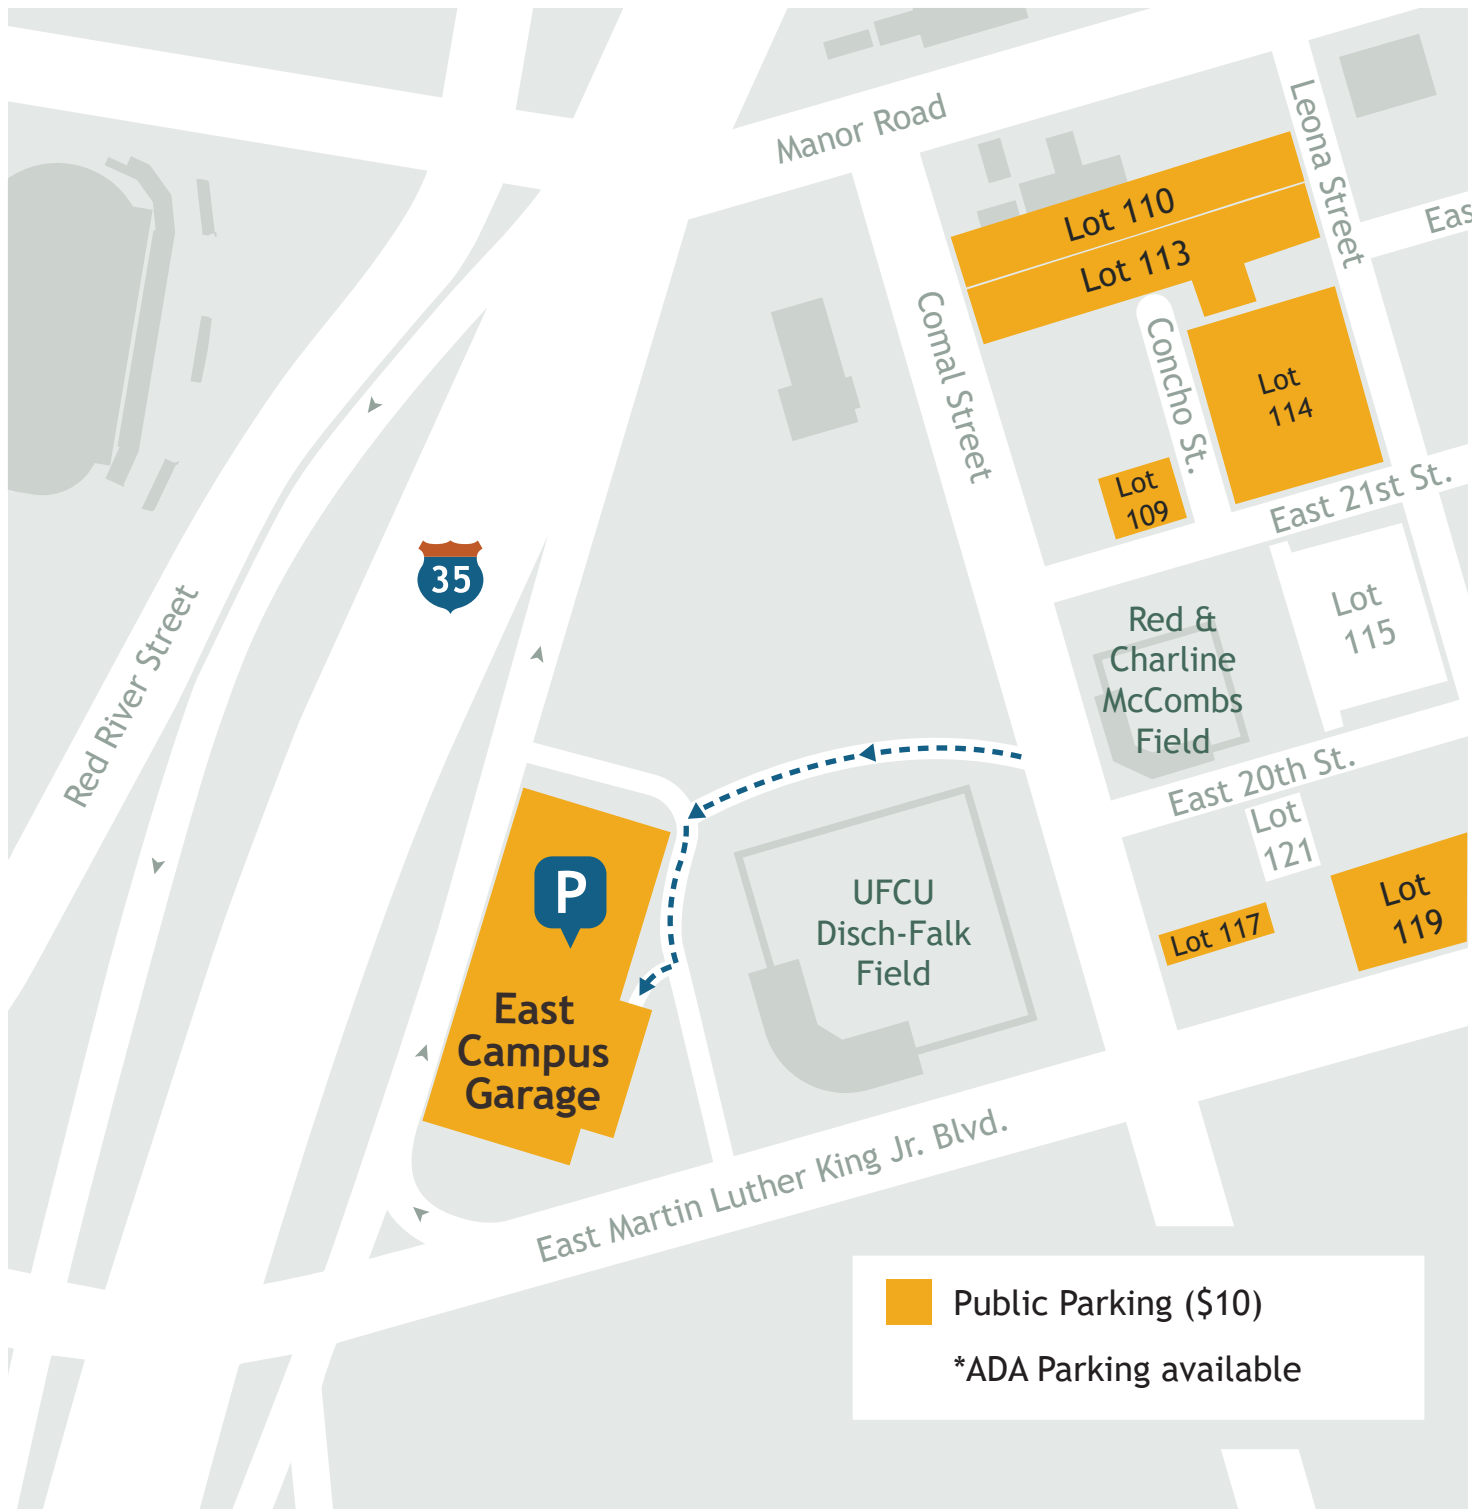 Manor Road
Leona Street
Eas
Lot 110
Lot 113
Comal Street
Concho St.
Lot
114
Lot
109
East 21st St.
35
Red River Street
Red &
Charline
McCombs
Field
Lot
115
East 20th St.
Lot
121
Lot
119
Lot 117
P
East
Campus
Garage
UFCU
Disch-Falk
Field
East Martin Luther King Jr. Blvd.
Public Parking ($10)
*ADA Parking available